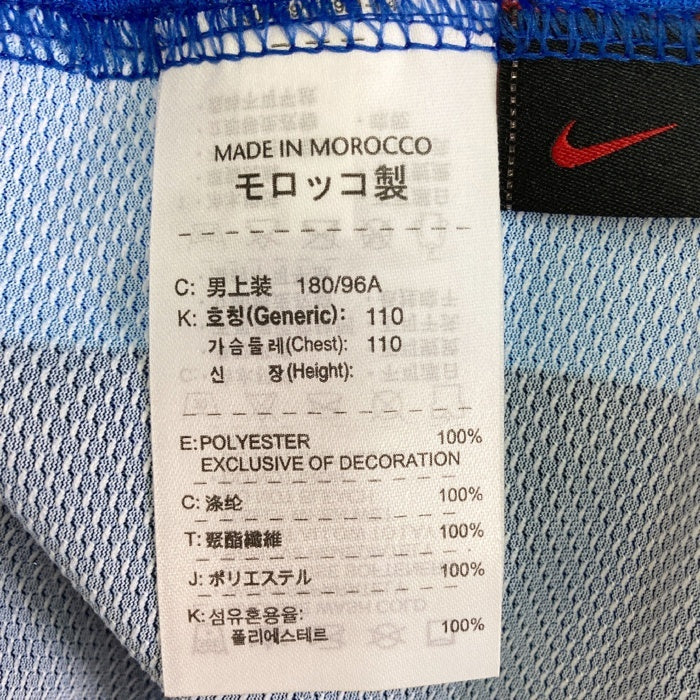 MADE IN MOROCCO
モロッコ製
C: 男上装 180/96A
K: 호칭(Generic): 110
가슴둘레(Chest): 110
신 장(Height):
E:POLYESTER 100%
EXCLUSIVE OF DECORATION
C: 涤纶 100%
T: 聚酯纖維 100%
J: ポリエステル 100%
K: 섬유혼용율:
폴리에스테르 100%